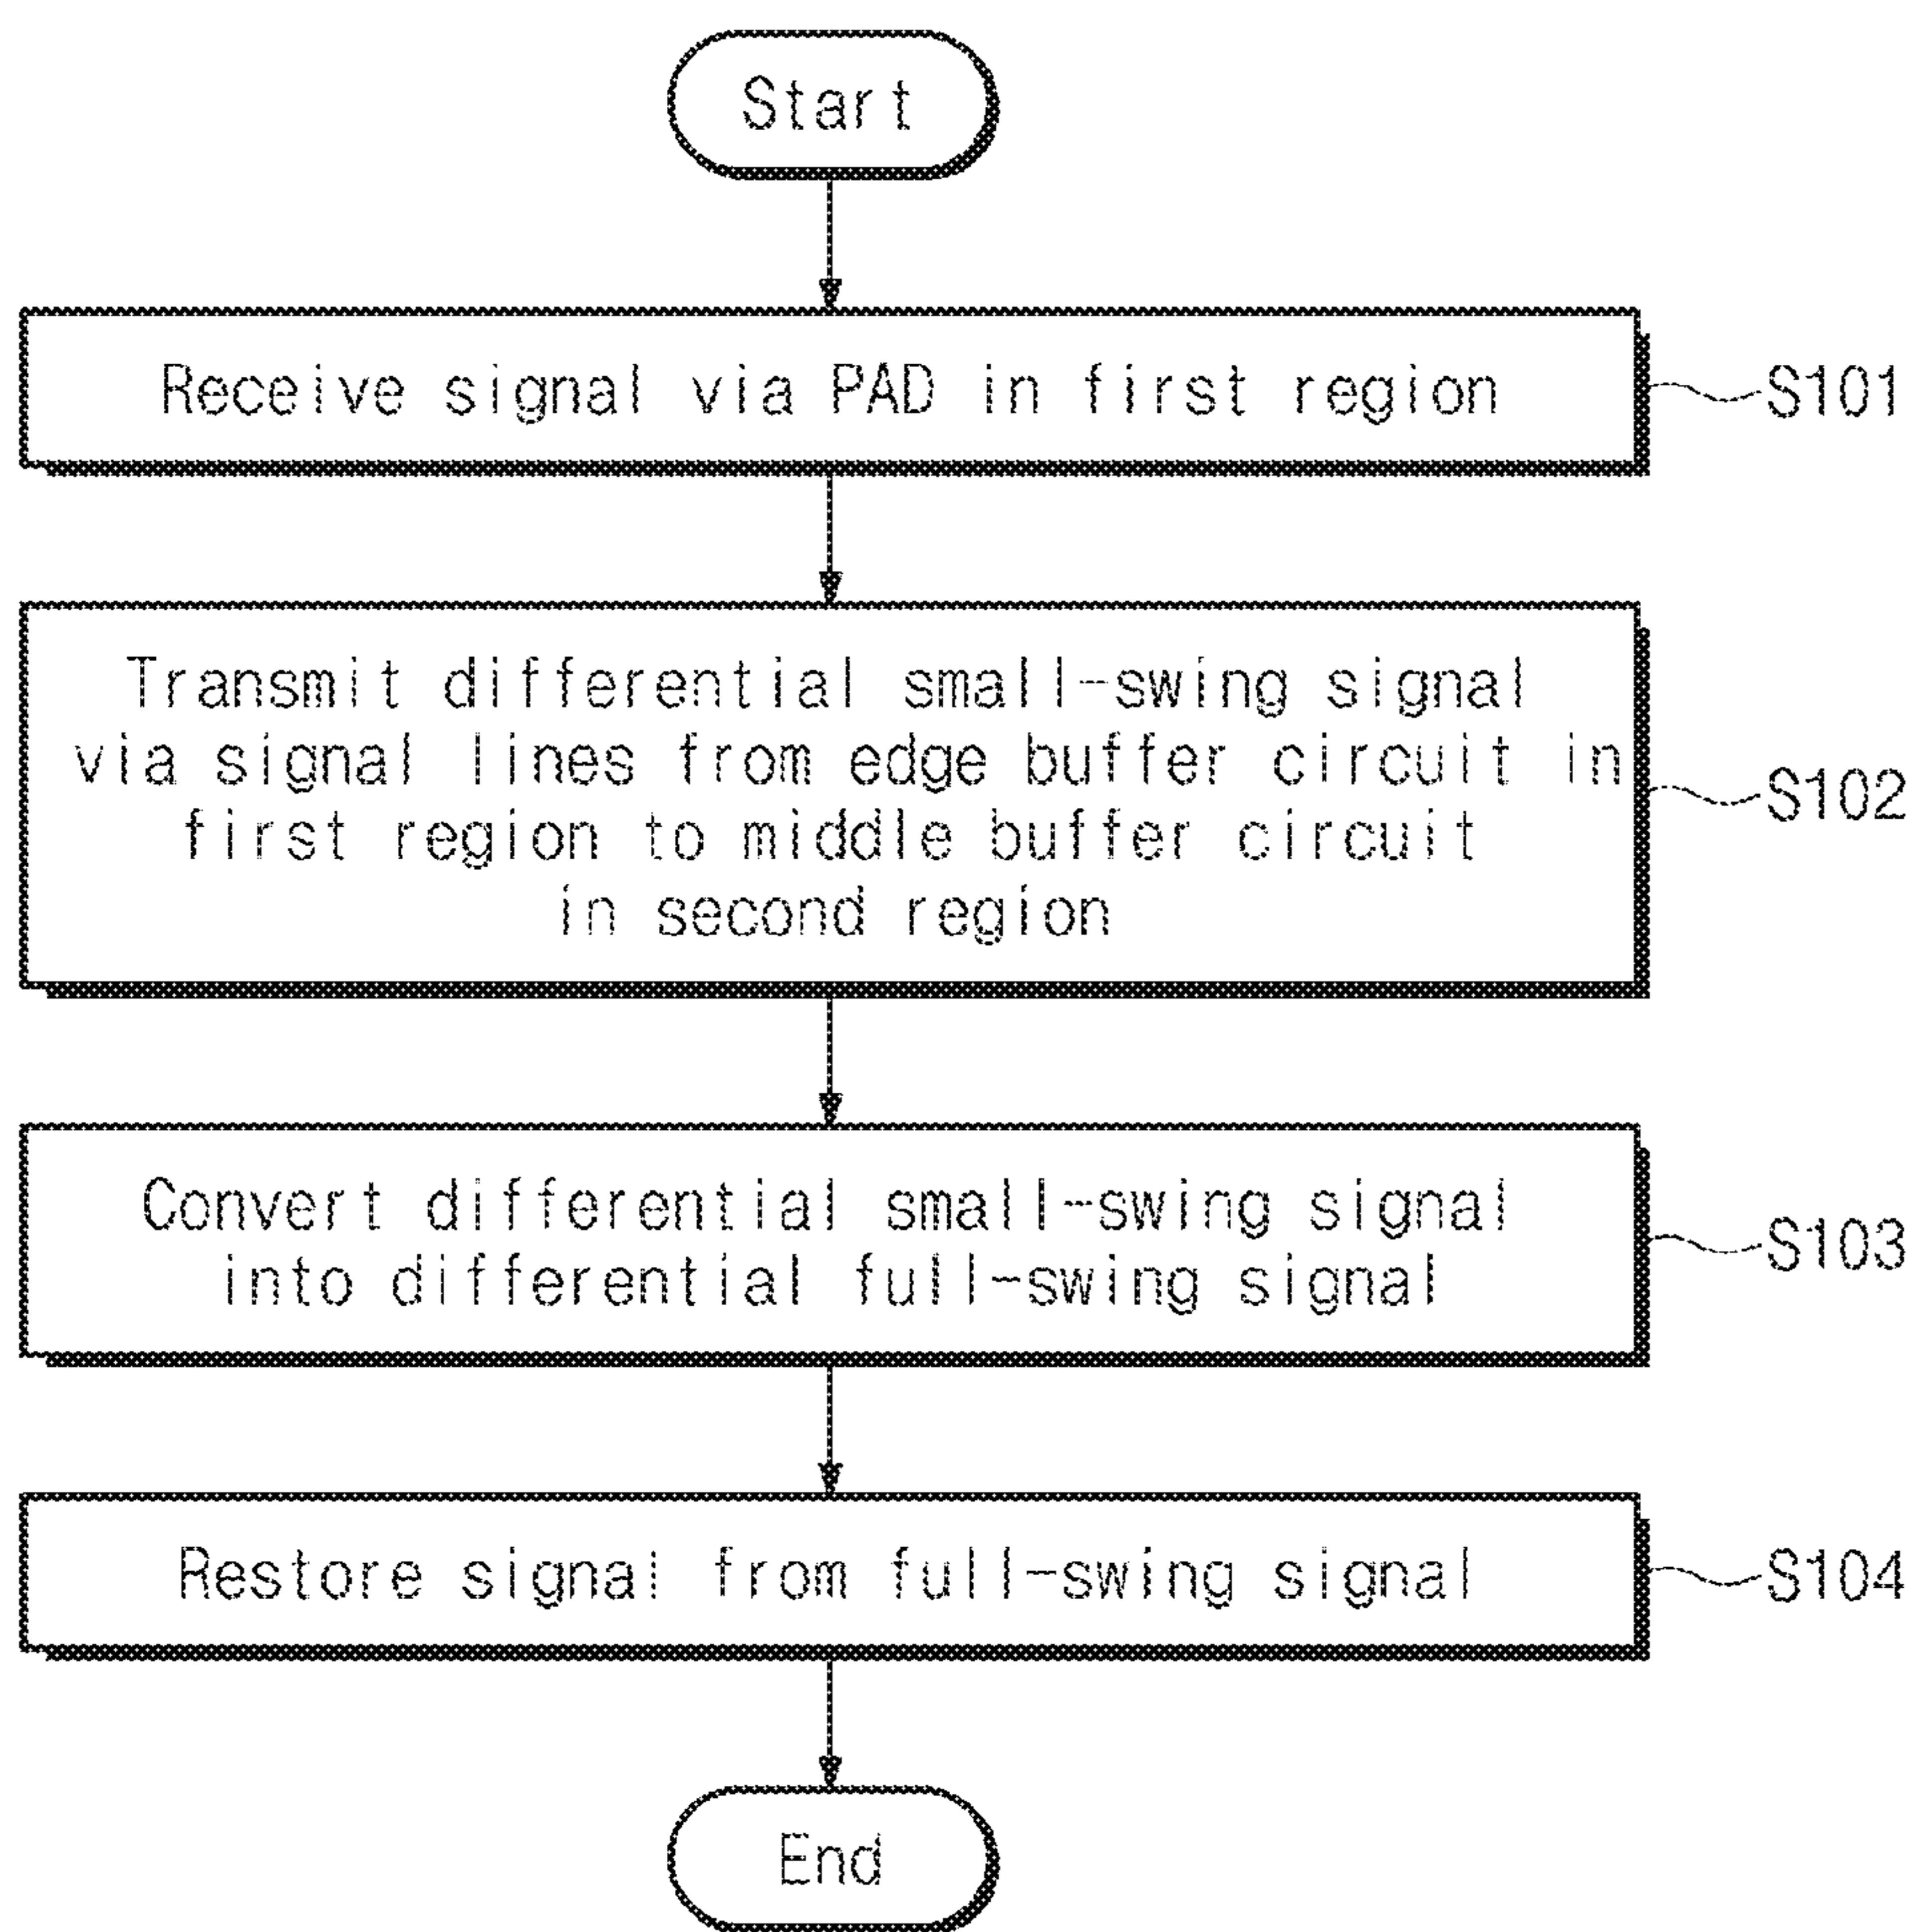 Start
Receive signal via PAD in first region
S101
Transmit differential small-swing signal
via signal lines from edge buffer circuit in
first region to middle buffer circuit
in second region
S102
Convert differential small-swing signal
into differential full-swing signal
S103
Restore signal from full-swing signal
S104
End